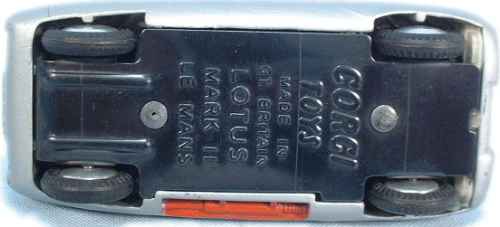 CORGI
TOYS
MADE IN
GT. BRITAIN
LOTUS
MARK II
LE MANS